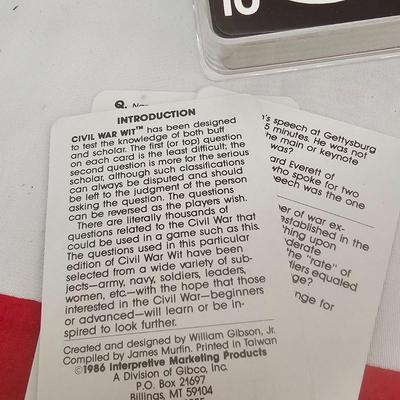 10
Q.
INTRODUCTION
CIVIL WAR WIT™ has been designed
to test the knowledge of both buff
and scholar. The first (or top) question
on each card is the least difficult; the
second question is more for the serious
scholar, although such classifications
can always be disputed and should
be left to the judgment of the person
asking the question. The questions
can be reversed as the players wish.
There are literally thousands of
questions related to the Civil War that
could be used in a game such as this.
The questions used in this particular
edition of Civil War Wit have been
selected from a wide variety of sub-
jects—army, navy, soldiers, leaders,
women, etc.—with the hope that those
interested in the Civil War—beginners
or advanced—will learn or be in-
spired to look further.
Created and designed by William Gibson, Jr.
Compiled by James Murfin. Printed in Taiwan
©1986 Interpretive Marketing Products
A Division of Gibco, Inc.
P.O. Box 21697
Billings, MT 59104
's speech at Gettysburg
5 minutes. He was not
the main or keynote
was?
ard Everett of
who spoke for two
peech was the one
er of war ex-
established in the
hing upon
derate
the "rate" of
diers equaled
ge?
nge for